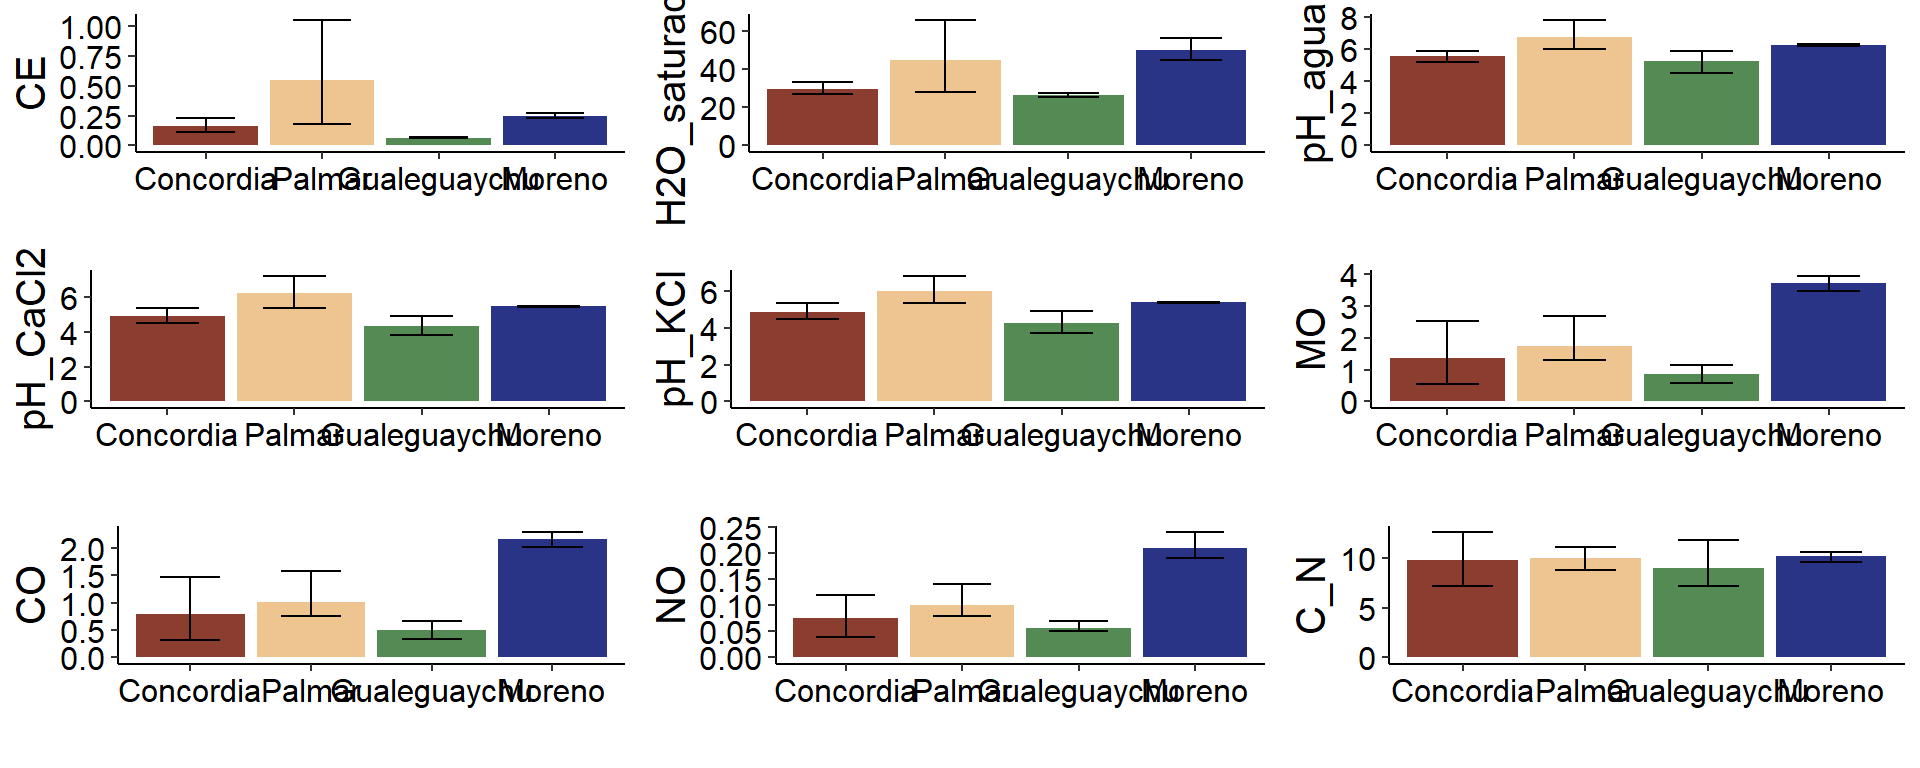 CE
1.00
0.75
0.50
0.25
0.00
Concordia Palmar Gualeguaychu Moreno
H2O_saturad
60
40
20
0
Concordia Palmar Gualeguaychu Moreno
pH_agua
8
6
4
2
0
Concordia Palmar Gualeguaychu Moreno
pH_CaCl2
6
4
2
0
Concordia Palmar Gualeguaychu Moreno
pH_KCl
6
4
2
0
Concordia Palmar Gualeguaychu Moreno
MO
4
3
2
1
0
Concordia Palmar Gualeguaychu Moreno
CO
2.0
1.5
1.0
0.5
0.0
Concordia Palmar Gualeguaychu Moreno
NO
0.25
0.20
0.15
0.10
0.05
0.00
Concordia Palmar Gualeguaychu Moreno
C_N
10
5
0
Concordia Palmar Gualeguaychu Moreno